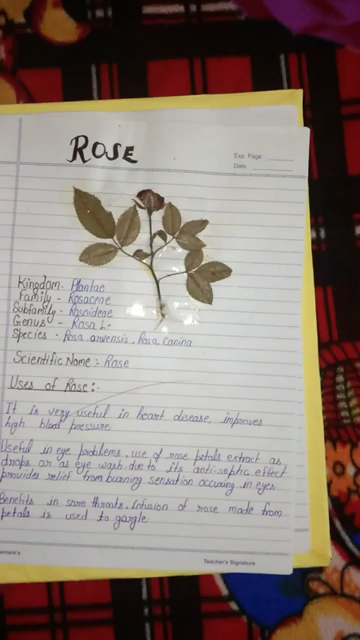 ROSE
Exp. Page
Date
Kingdom - Plantae
Family - Rosaceae
Subfamily - Rosoideae
Genus - Rosa L.
Species - Rosa arvensis, Rosa Canina
Scientific Name :- Rose
Uses of Rose :-
It is very useful in heart disease, improves
high blood pressure
Useful in eye problems, use of rose petals extract as
drops or as eye wash due to its anti-septic effect
provides relief from burning sensation occuring in eyes
Benefits in sore throats, infusion of rose made from
petals is used to gargle
Teacher's Signature